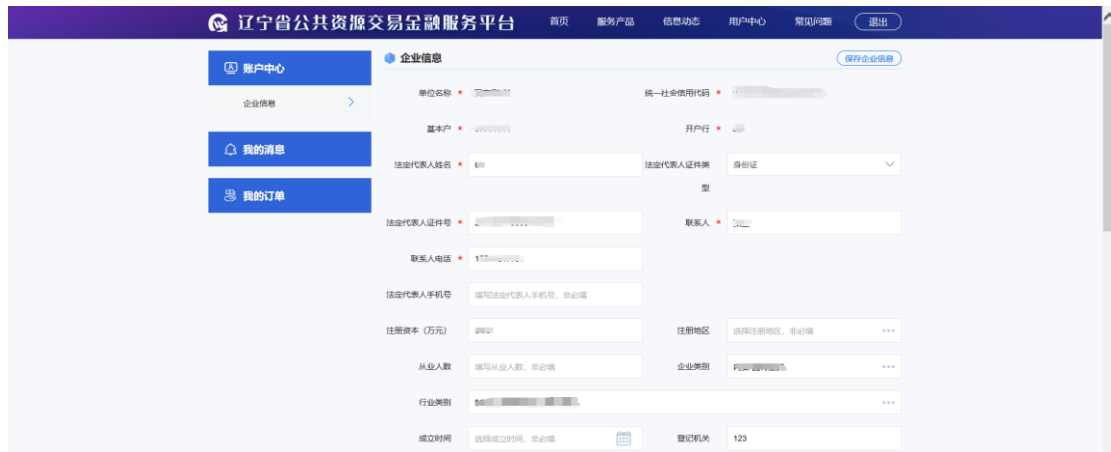 辽宁省公共资源交易金融服务平台 首页 服务产品 信息动态 用户中心 常见问题 退出
账户中心
企业信息
我的消息
我的订单
企业信息 保存企业信息
单位名称 * 统一社会信用代码 *
基本户 * 开户行 *
法定代表人姓名 * 法定代表人证件类型 身份证
法定代表人证件号 * 联系人 *
联系人电话 *
法定代表人手机号 填写法定代表人手机号，非必填
注册资本（万元） 注册地区 选择注册地区，非必填
从业人数 填写从业人数，非必填 企业类别
行业类别
成立时间 选择成立时间，非必填 登记机关 123